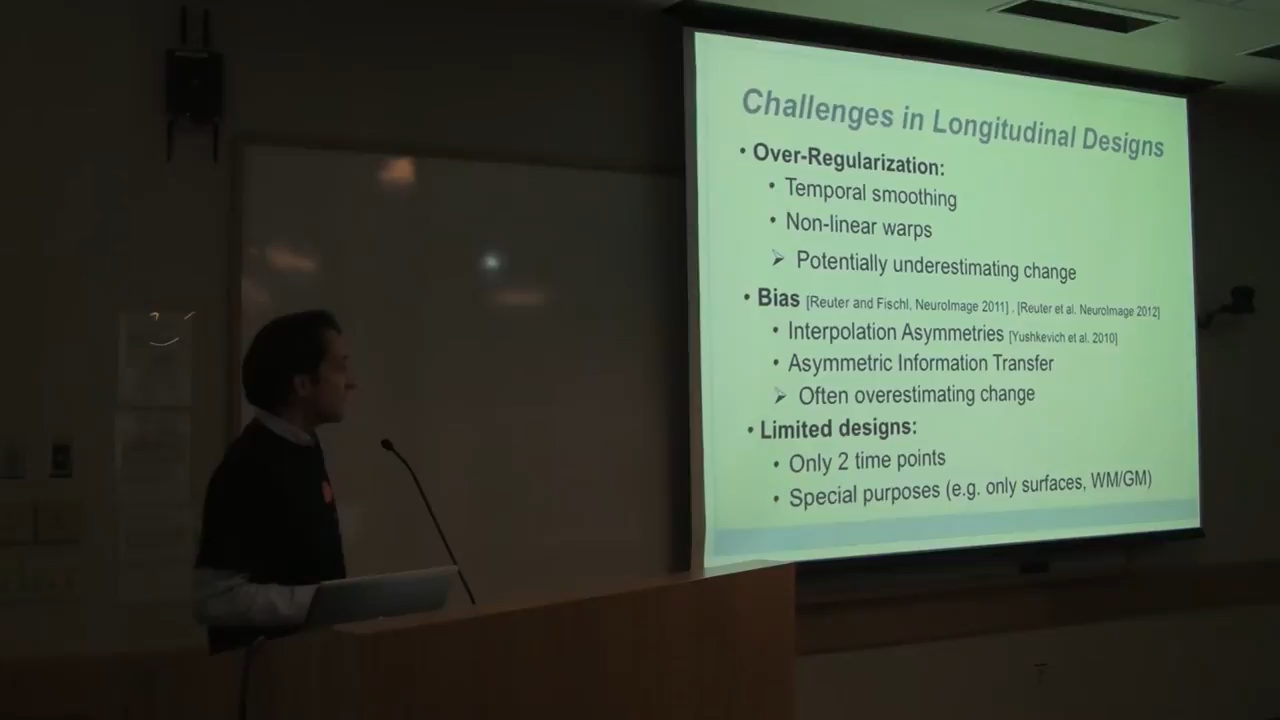 Challenges in Longitudinal Designs
• Over-Regularization:
• Temporal smoothing
• Non-linear warps
➢ Potentially underestimating change
• Bias [Reuter and Fischl, NeuroImage 2011] , [Reuter et al. NeuroImage 2012]
• Interpolation Asymmetries [Yushkevich et al. 2010]
• Asymmetric Information Transfer
➢ Often overestimating change
• Limited designs:
• Only 2 time points
• Special purposes (e.g. only surfaces, WM/GM)